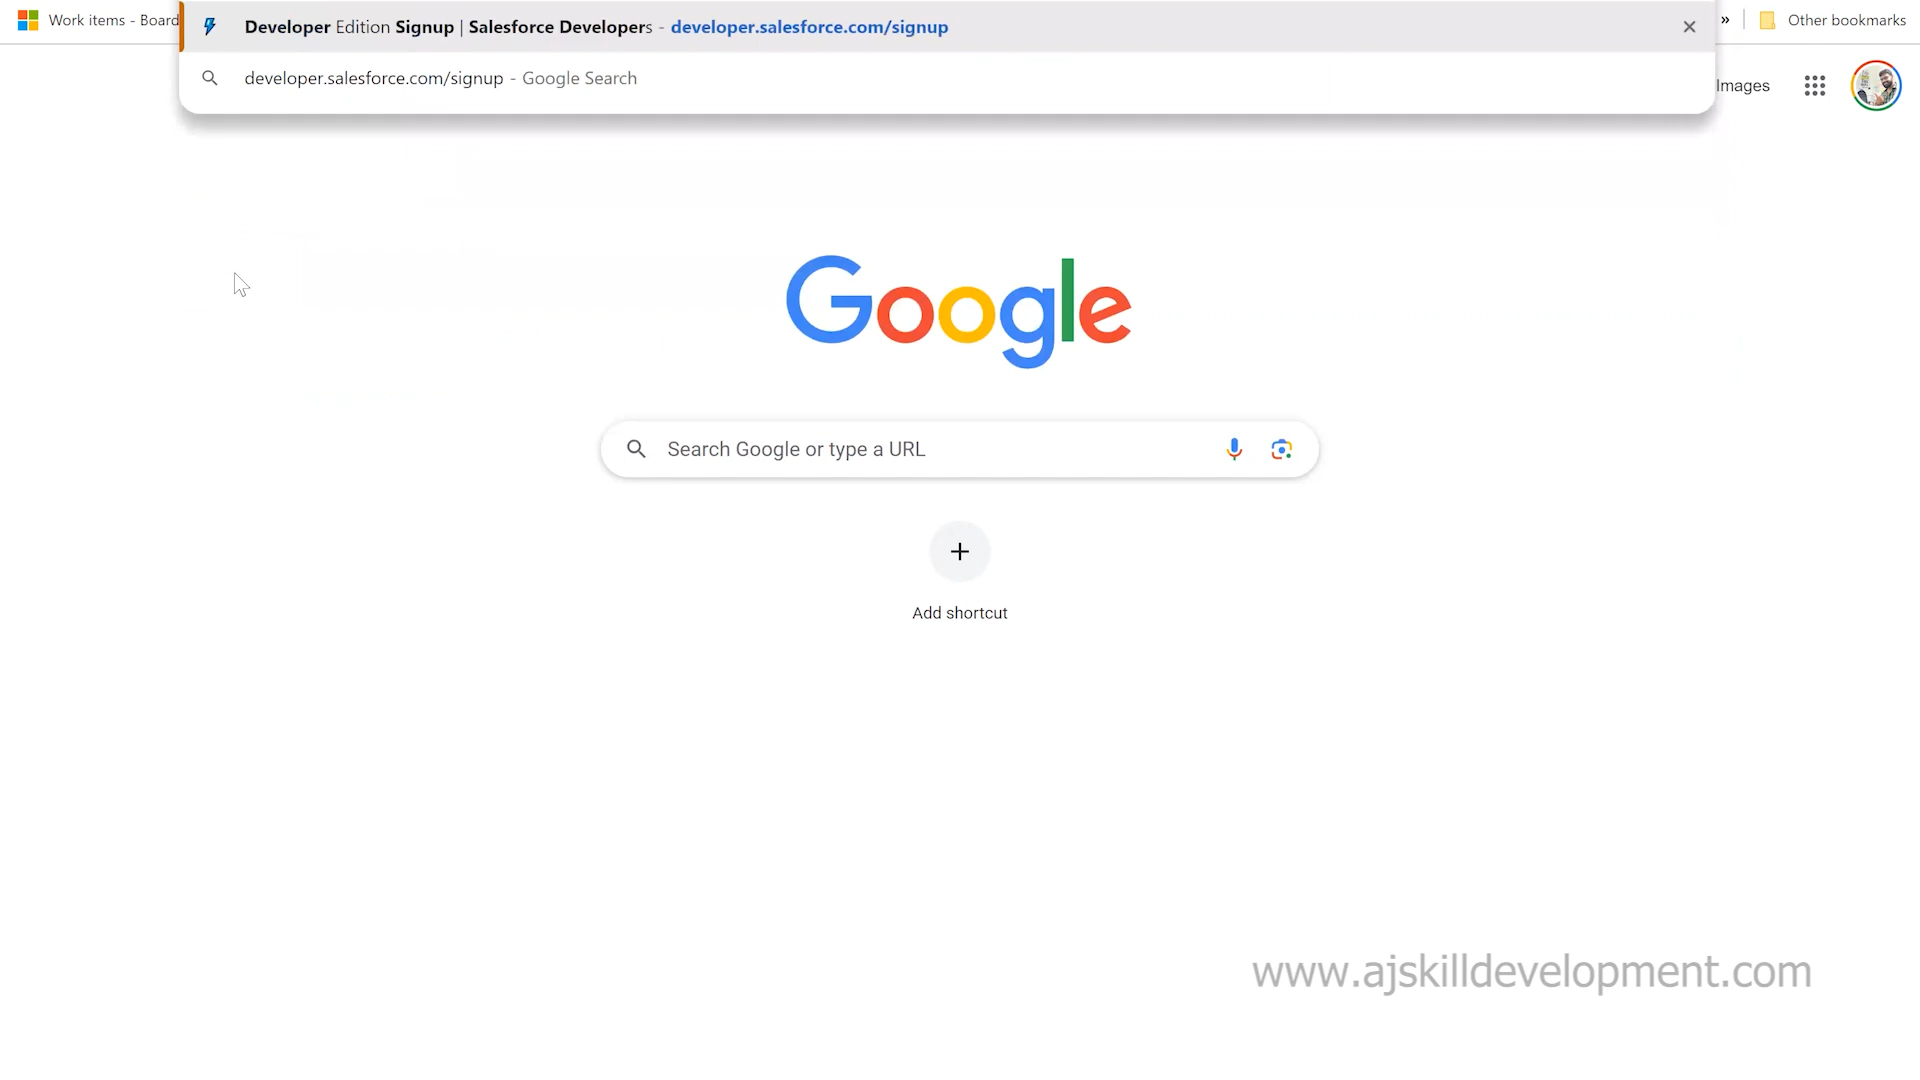 Work items - Board
Developer Edition Signup | Salesforce Developers - developer.salesforce.com/signup
» Other bookmarks
developer.salesforce.com/signup - Google Search
Images
Google
Search Google or type a URL
Add shortcut
www.ajskilldevelopment.com